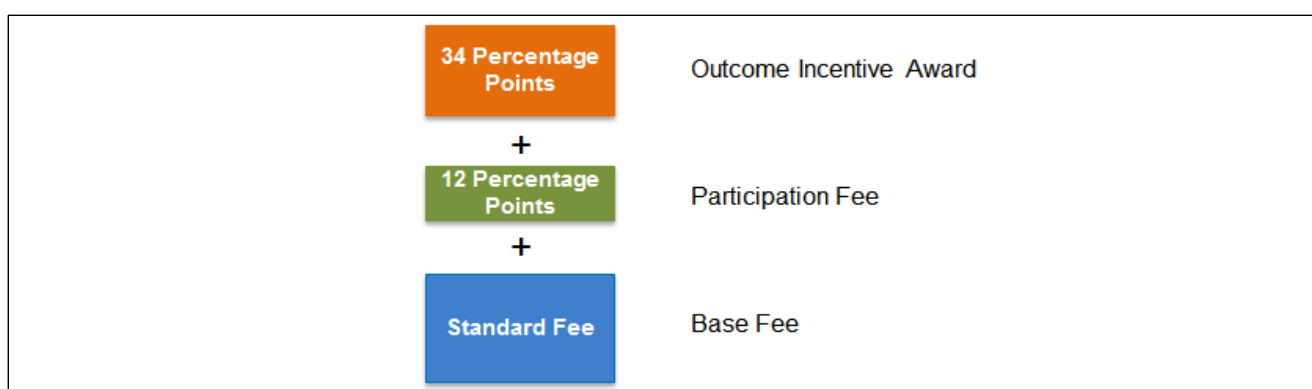 34 Percentage
Points
Outcome Incentive Award
+
12 Percentage
Points
Participation Fee
+
Standard Fee
Base Fee